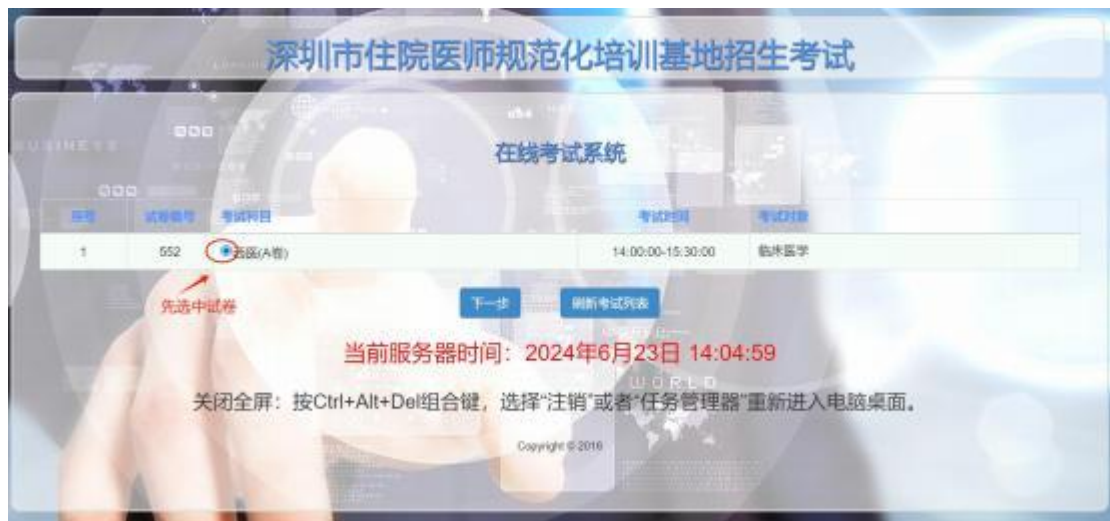 深圳市住院医师规范化培训基地招生考试
在线考试系统
序号 试卷编号 考试科目 考试时间 考试对象
1 552 西医(A卷) 14:00:00-15:30:00 临床医学
先选中试卷
下一步 刷新考试列表
当前服务器时间：2024年6月23日 14:04:59
WORLD
关闭全屏：按Ctrl+Alt+Del组合键，选择“注销”或者“任务管理器”重新进入电脑桌面。
Copyright © 2016
BUSINESS